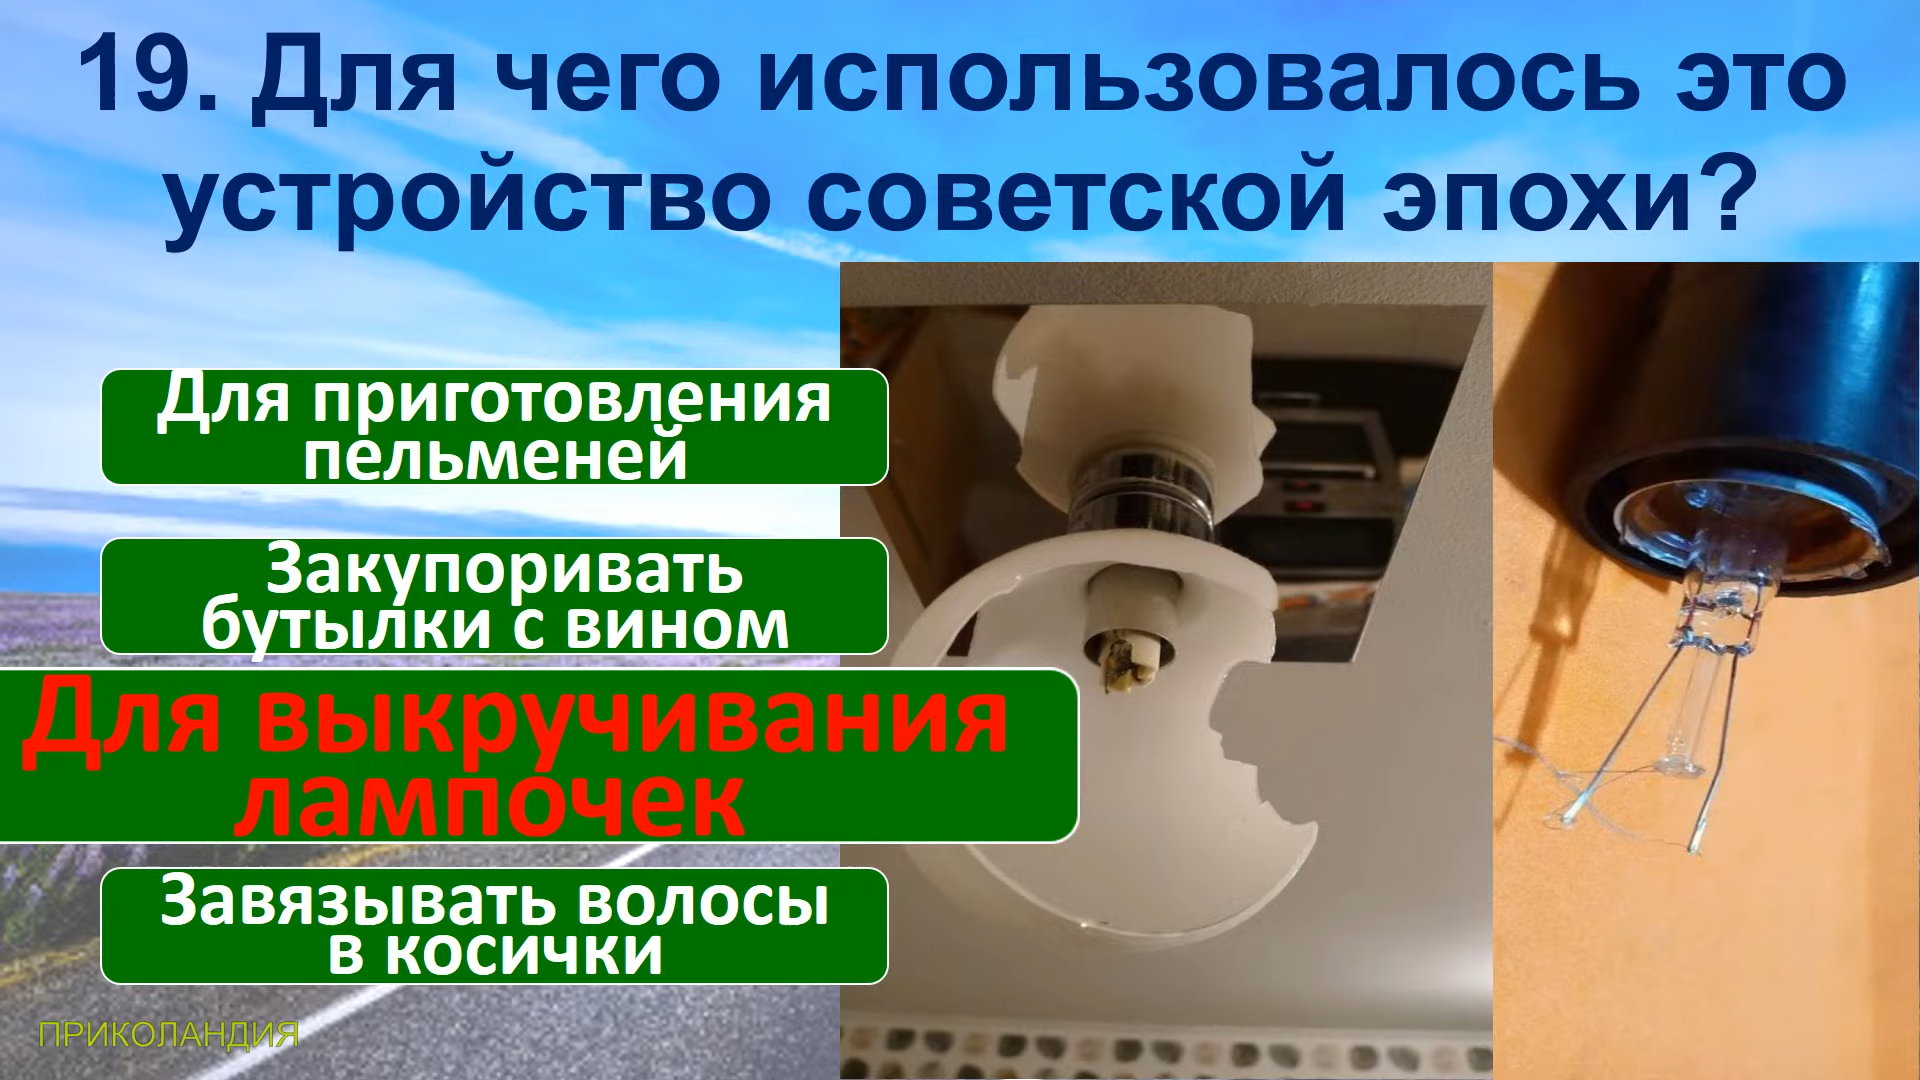 19. Для чего использовалось это
устройство советской эпохи?
Для приготовления
пельменей
Закупоривать
бутылки с вином
Для выкручивания
лампочек
Завязывать волосы
в косички
ПРИКОЛАНДИЯ